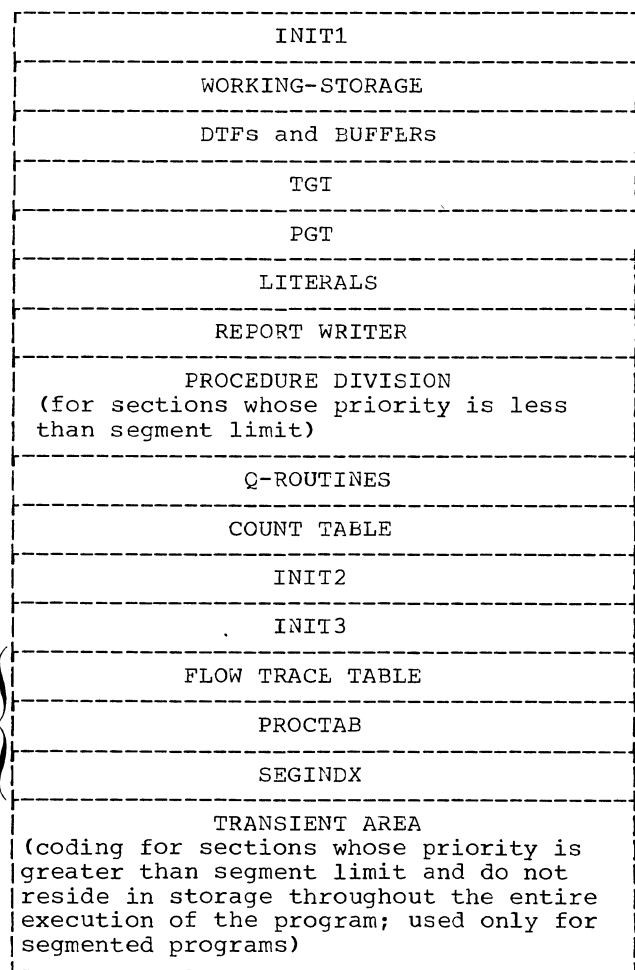 INIT1
WORKING-STORAGE
DTFs and BUFFERs
TGT
PGT
LITERALS
REPORT WRITER
PROCEDURE DIVISION
(for sections whose priority is less
than segment limit)
Q-ROUTINES
COUNT TABLE
INIT2
INIT3
FLOW TRACE TABLE
PROCTAB
SEGINDX
TRANSIENT AREA
(coding for sections whose priority is
greater than segment limit and do not
reside in storage throughout the entire
execution of the program; used only for
segmented programs)